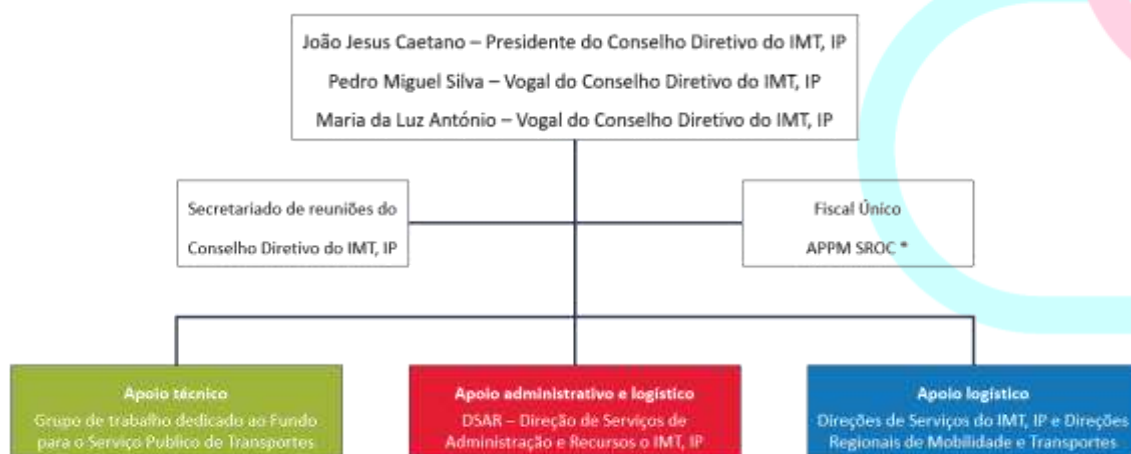 João Jesus Caetano – Presidente do Conselho Diretivo do IMT, IP
Pedro Miguel Silva – Vogal do Conselho Diretivo do IMT, IP
Maria da Luz António – Vogal do Conselho Diretivo do IMT, IP
Secretariado de reuniões do
Conselho Diretivo do IMT, IP
Fiscal Único
APPM SROC *
Apoio técnico
Grupo de trabalho dedicado ao Fundo
para o Serviço Publico de Transportes
Apoio administrativo e logístico
DSAR – Direção de Serviços de
Administração e Recursos o IMT, IP
Apoio logístico
Direções de Serviços do IMT, IP e Direções
Regionais de Mobilidade e Transportes